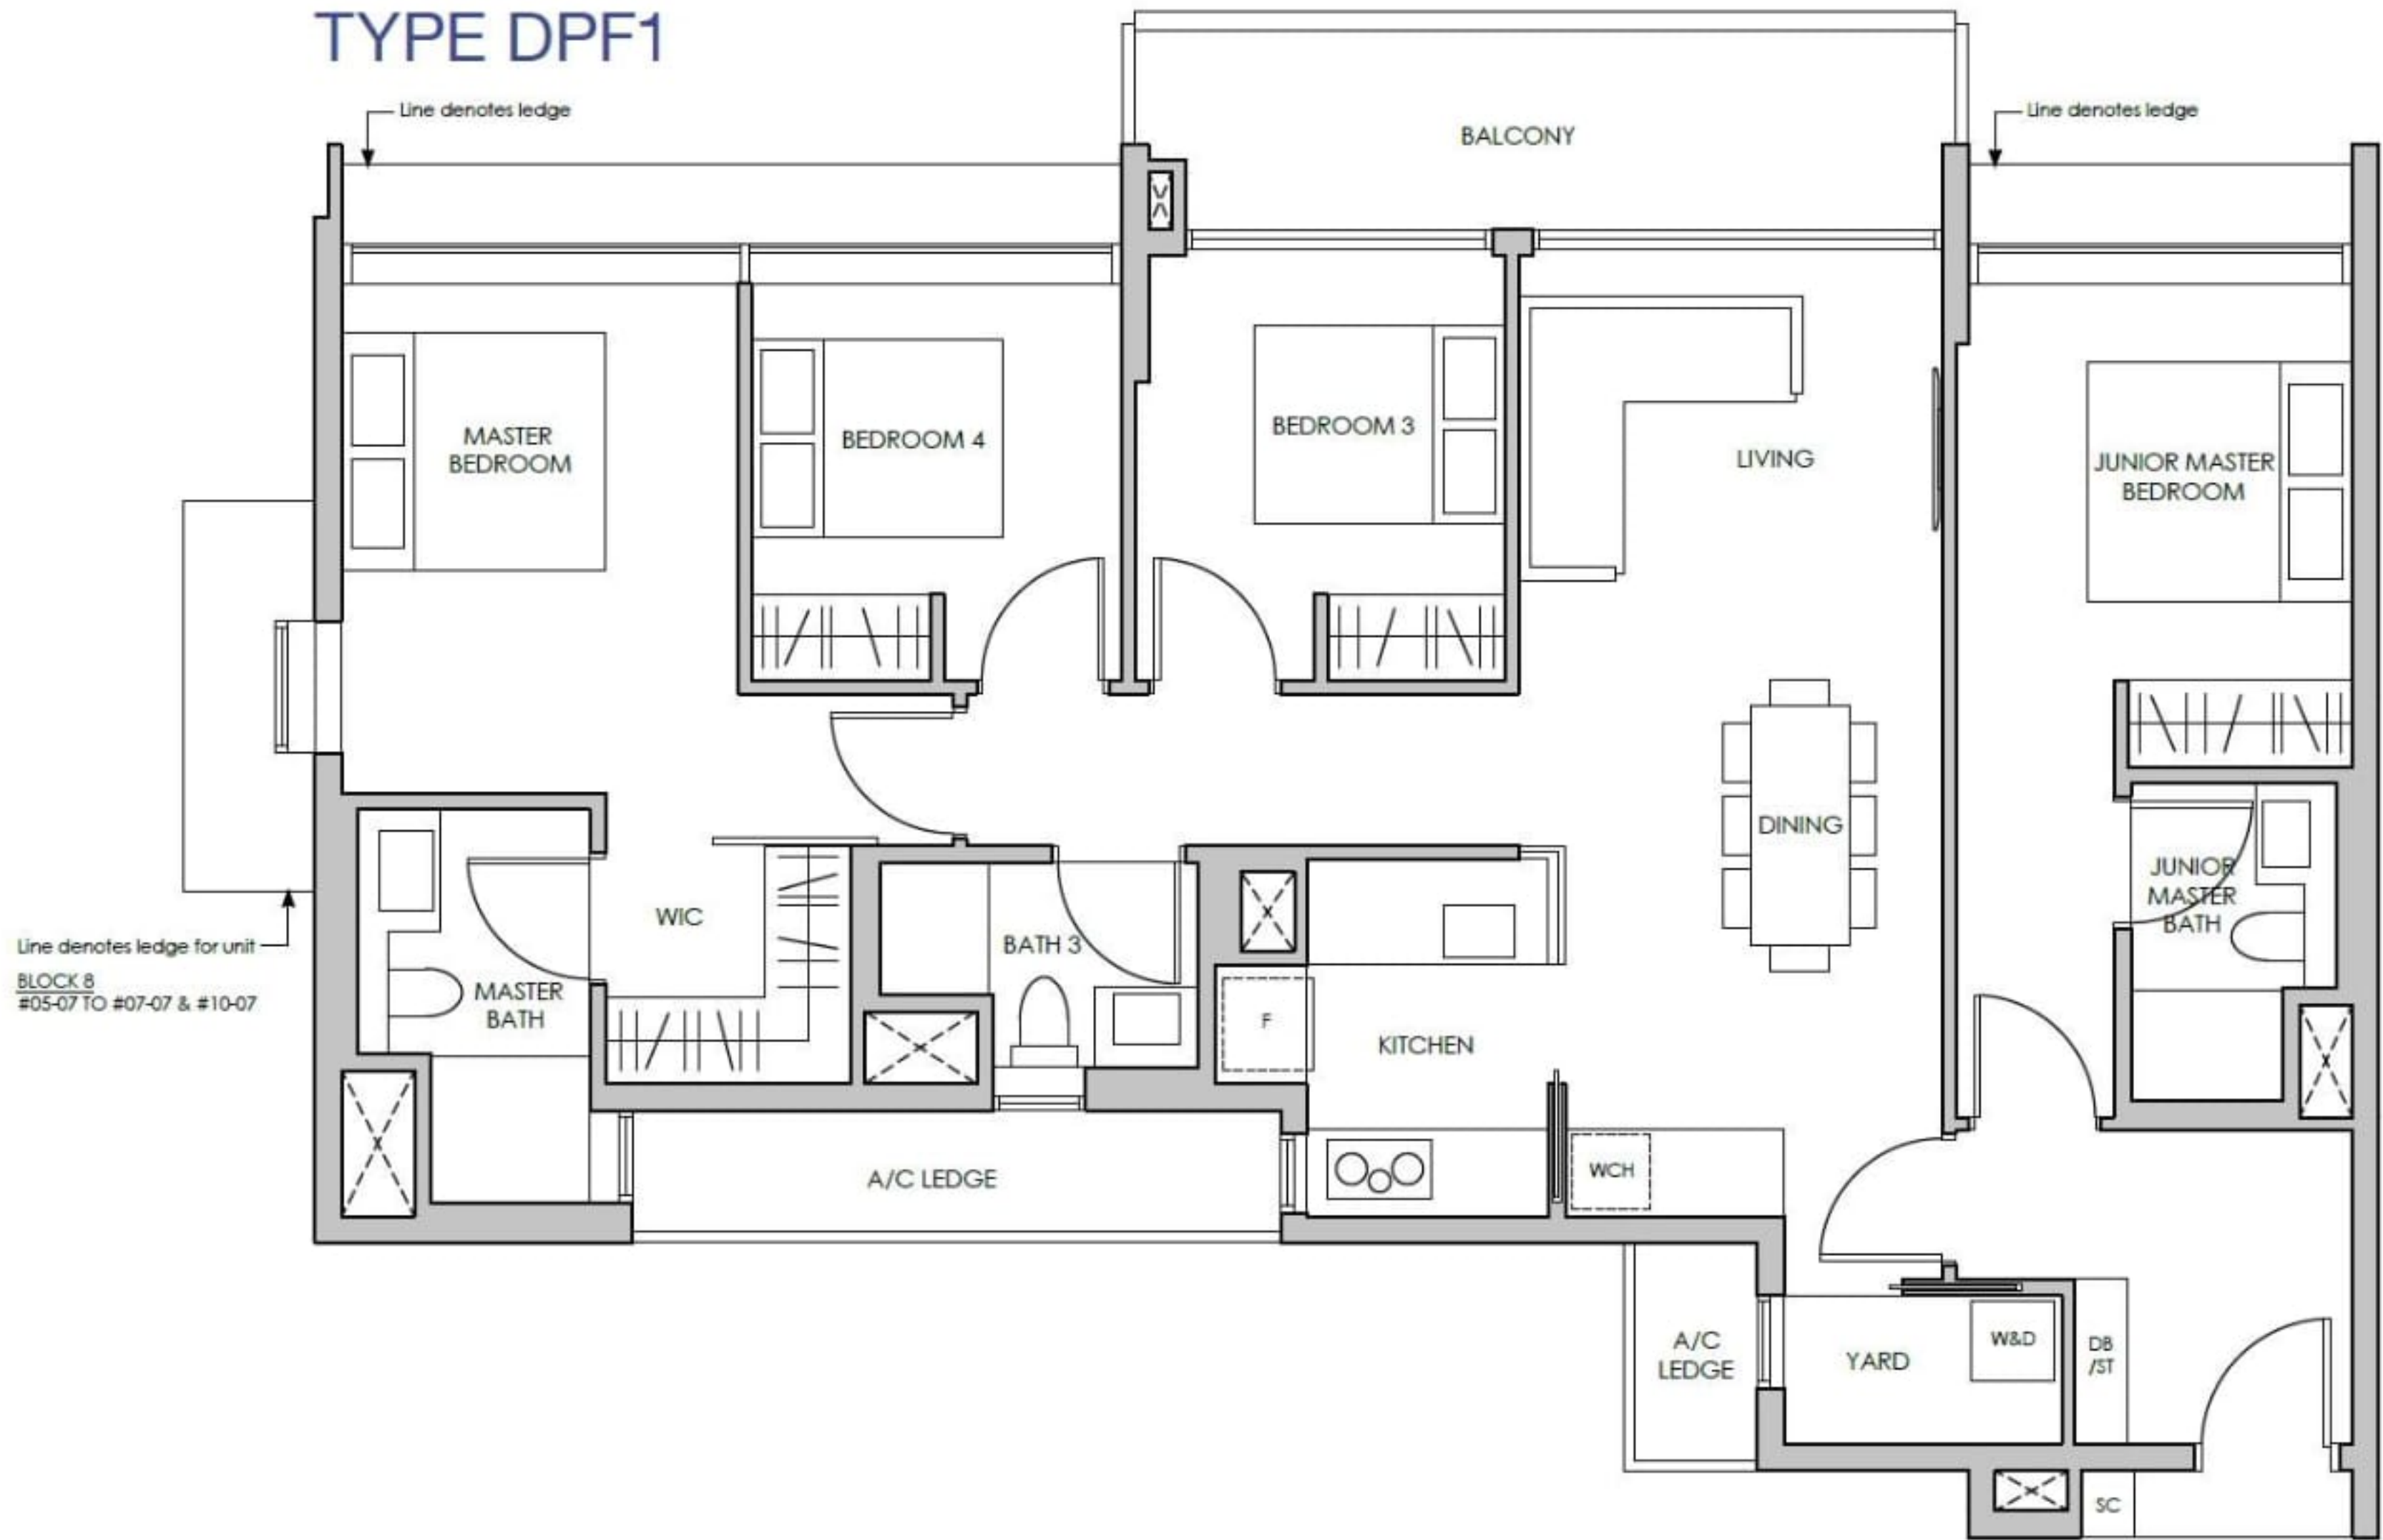 TYPE DPF1
Line denotes ledge
Line denotes ledge
BALCONY
MASTER
BEDROOM
BEDROOM 4
BEDROOM 3
LIVING
JUNIOR MASTER
BEDROOM
DINING
JUNIOR
MASTER
BATH
WIC
BATH 3
Line denotes ledge for unit
BLOCK 8
#05-07 TO #07-07 & #10-07
MASTER
BATH
F
KITCHEN
A/C LEDGE
WCH
A/C
LEDGE
YARD
W&D
DB
/ST
SC